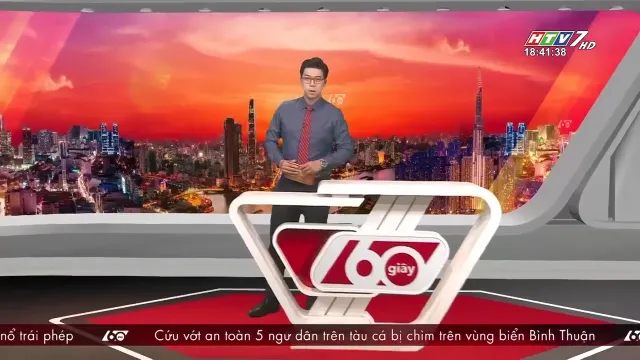 HTV7 HD
18:41:38
60
giây
nổ trái phép 60 Cứu vớt an toàn 5 ngư dân trên tàu cá bị chìm trên vùng biển Bình Thuận